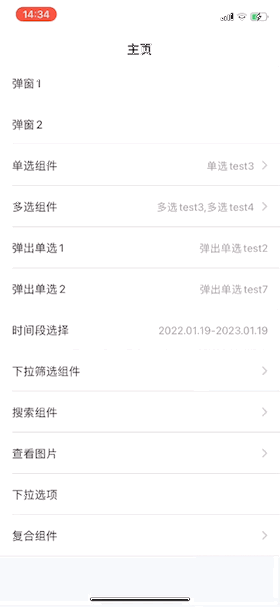 14:34
主页
弹窗1
弹窗2
单选组件 单选test3
多选组件 多选test3,多选test4
弹出单选1 弹出单选test2
弹出单选2 弹出单选test7
时间段选择 2022.01.19-2023.01.19
下拉筛选组件
搜索组件
查看图片
下拉选项
复合组件